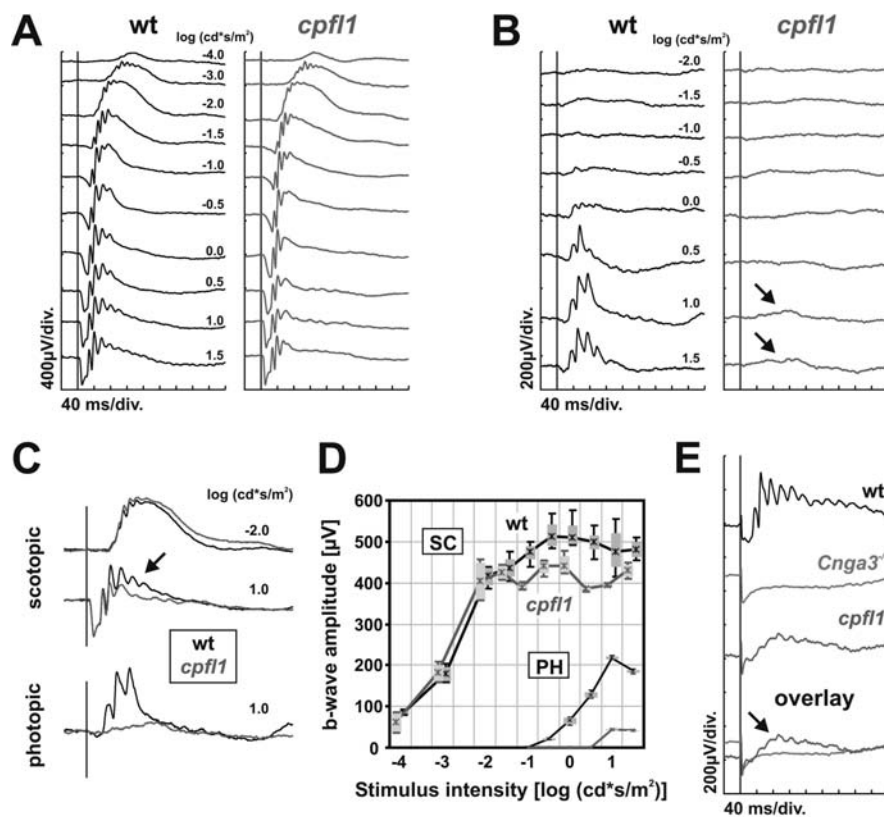 A
wt
log (cd*s/m²)
cpfl1
-4.0
-3.0
-2.0
-1.5
-1.0
-0.5
0.0
0.5
1.0
1.5
400µV/div.
40 ms/div.
B
wt
log (cd*s/m²)
cpfl1
-2.0
-1.5
-1.0
-0.5
0.0
0.5
1.0
1.5
200µV/div.
40 ms/div.
C
log (cd*s/m²)
scotopic
-2.0
1.0
wt
cpfl1
photopic
1.0
D
b-wave amplitude [µV]
600
500
400
300
200
100
0
SC
wt
cpfl1
PH
-4 -3 -2 -1 0 1
Stimulus intensity [log (cd*s/m²)]
E
wt
Cnga3⁻/
cpfl1
overlay
200µV/div.
40 ms/div.